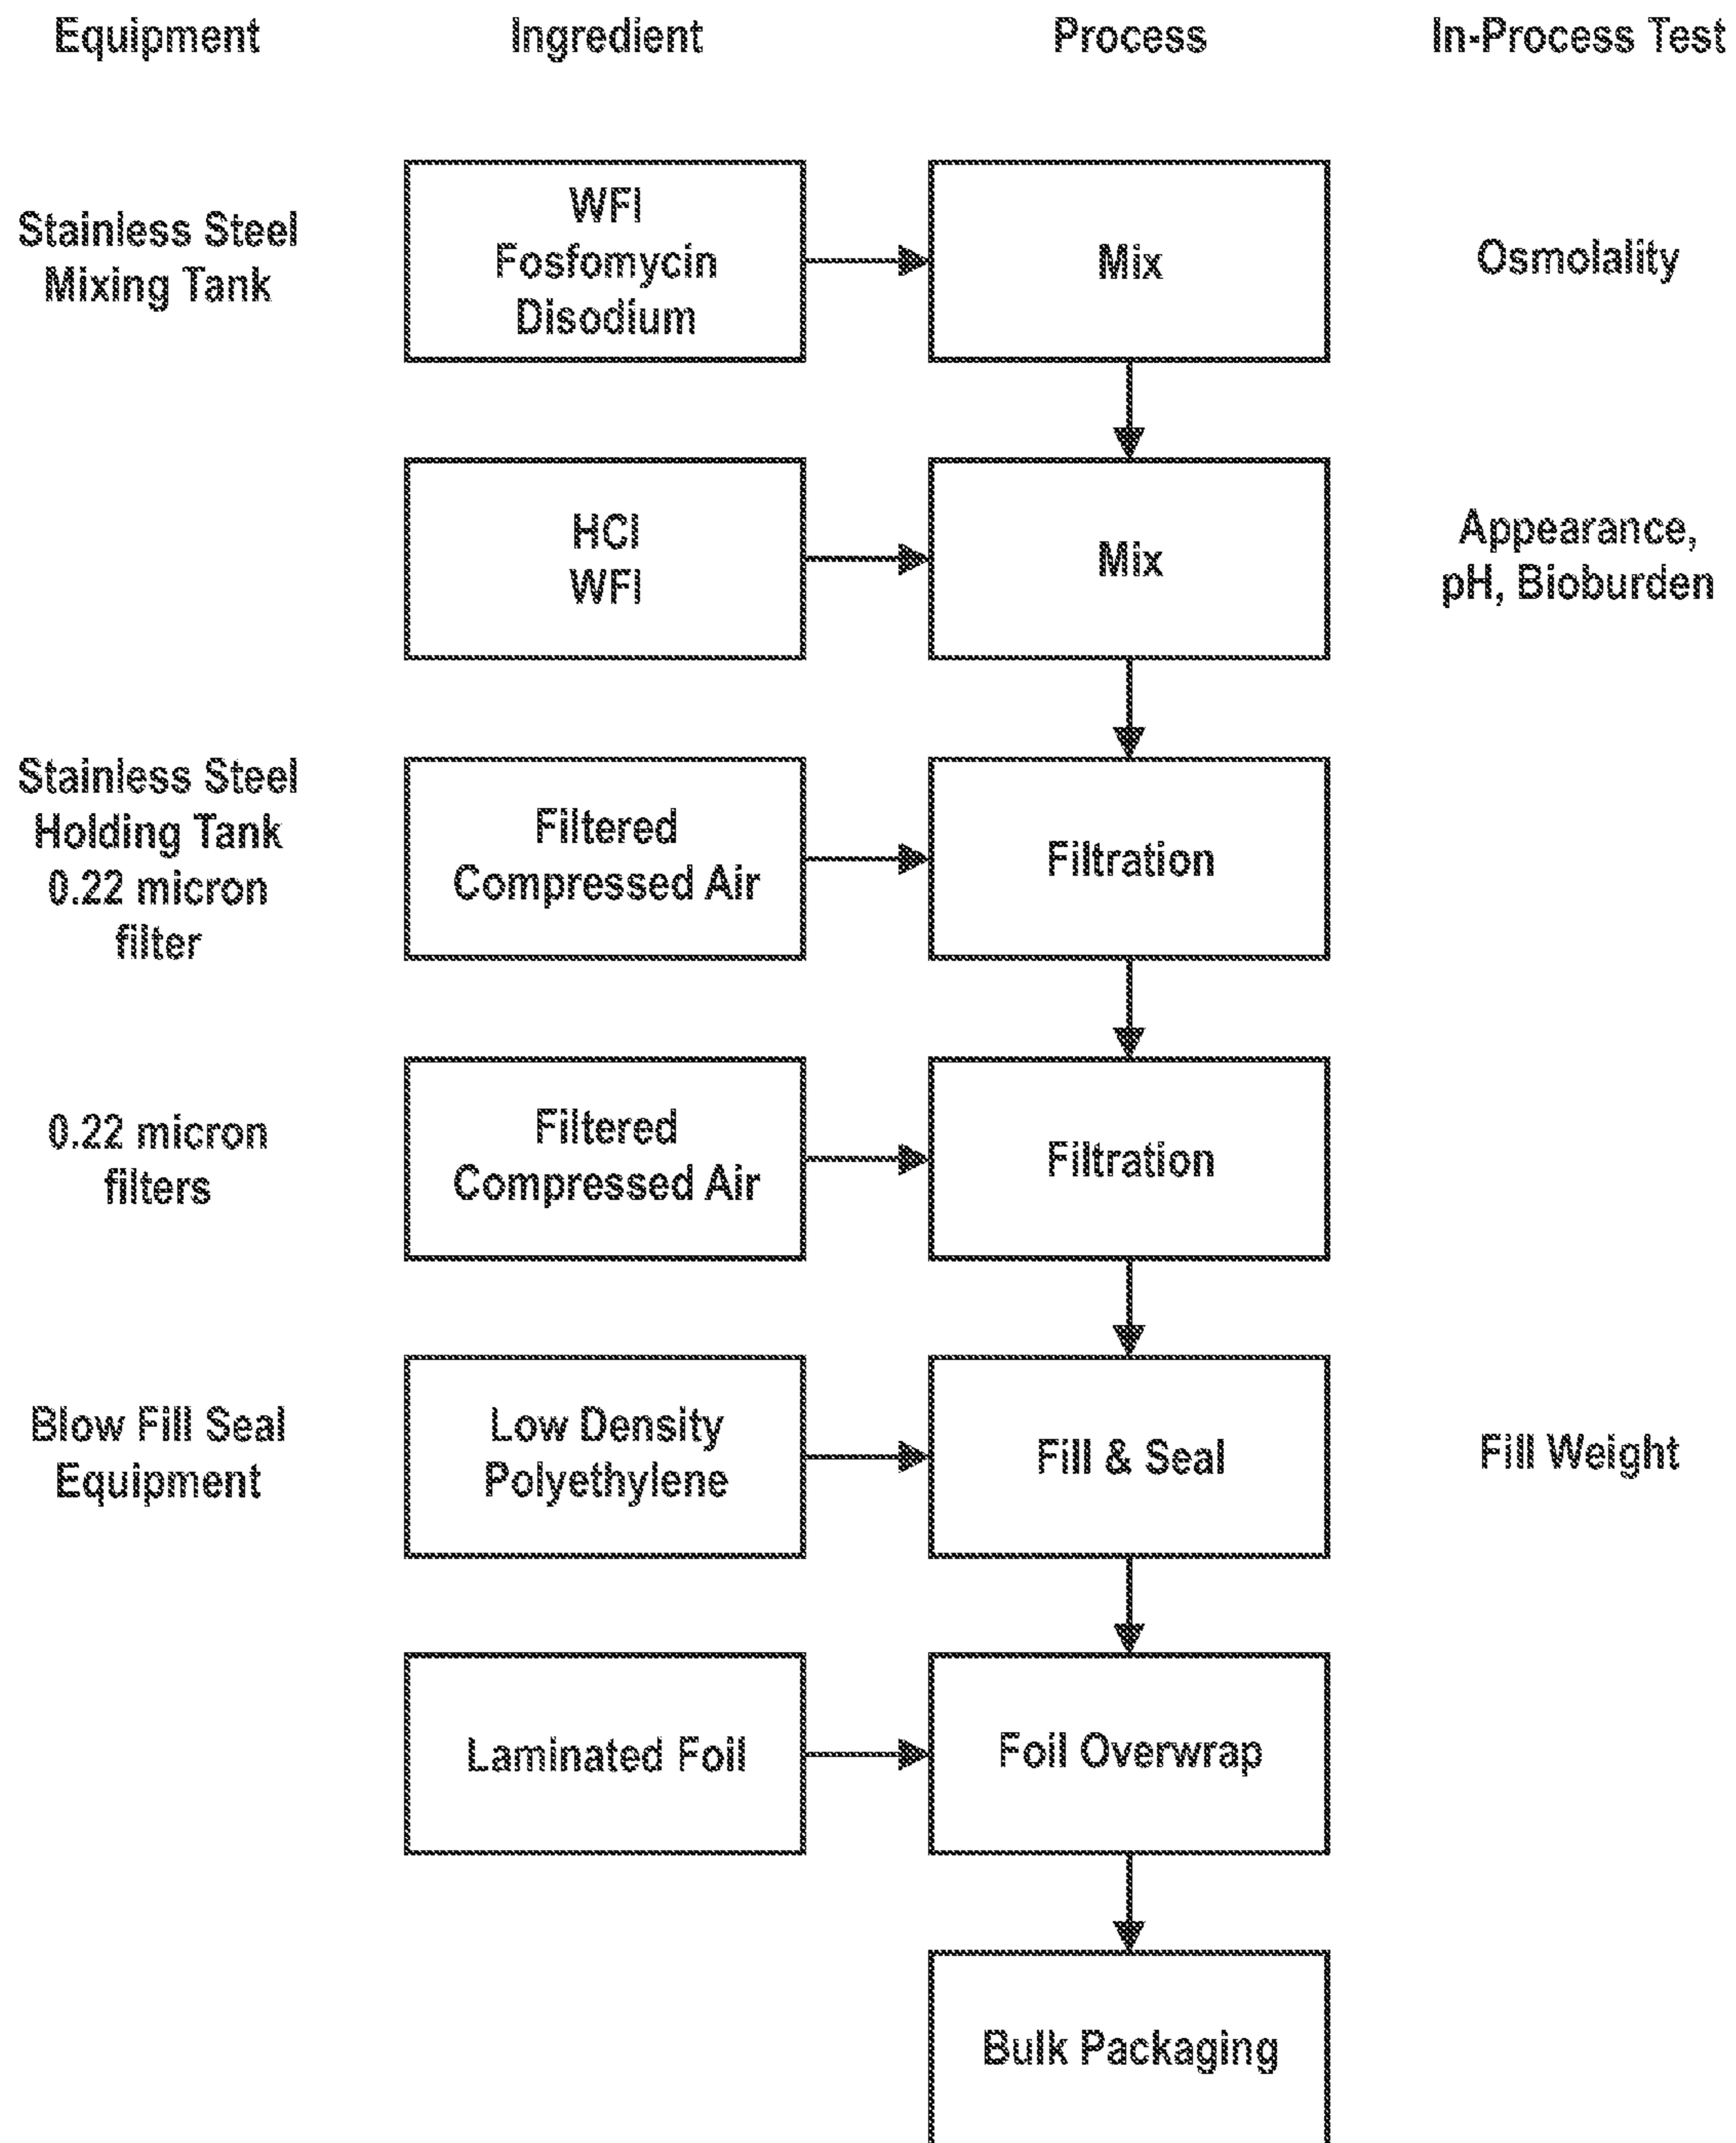 Equipment
Ingredient
Process
In-Process Test
Stainless Steel
Mixing Tank
WFI
Fosfomycin
Disodium
Mix
Osmolality
HCl
WFI
Mix
Appearance,
pH, Bioburden
Stainless Steel
Holding Tank
0.22 micron
filter
Filtered
Compressed Air
Filtration
0.22 micron
filters
Filtered
Compressed Air
Filtration
Blow Fill Seal
Equipment
Low Density
Polyethylene
Fill & Seal
Fill Weight
Laminated Foil
Foil Overwrap
Bulk Packaging